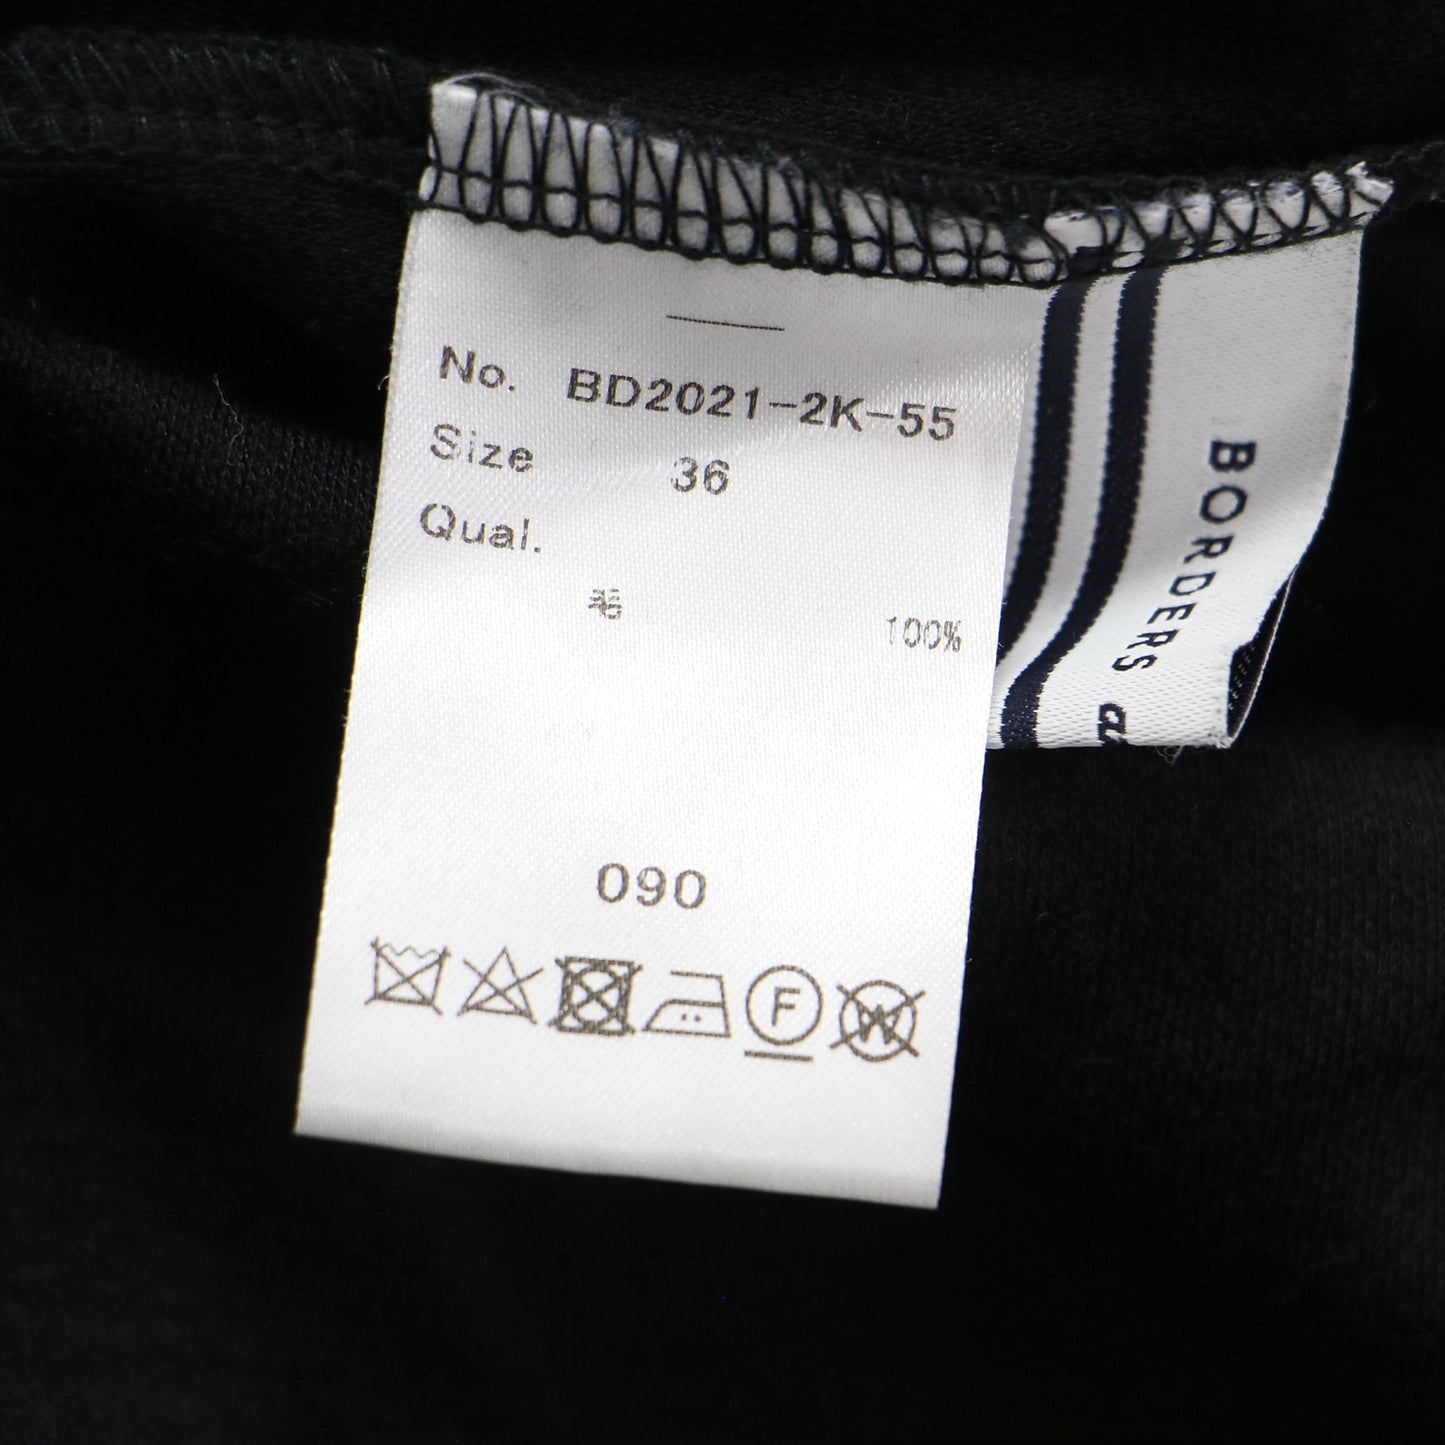 No. BD2021-2K-55
Size 36
Qual.
毛 100%
090
F
W
BORDERS